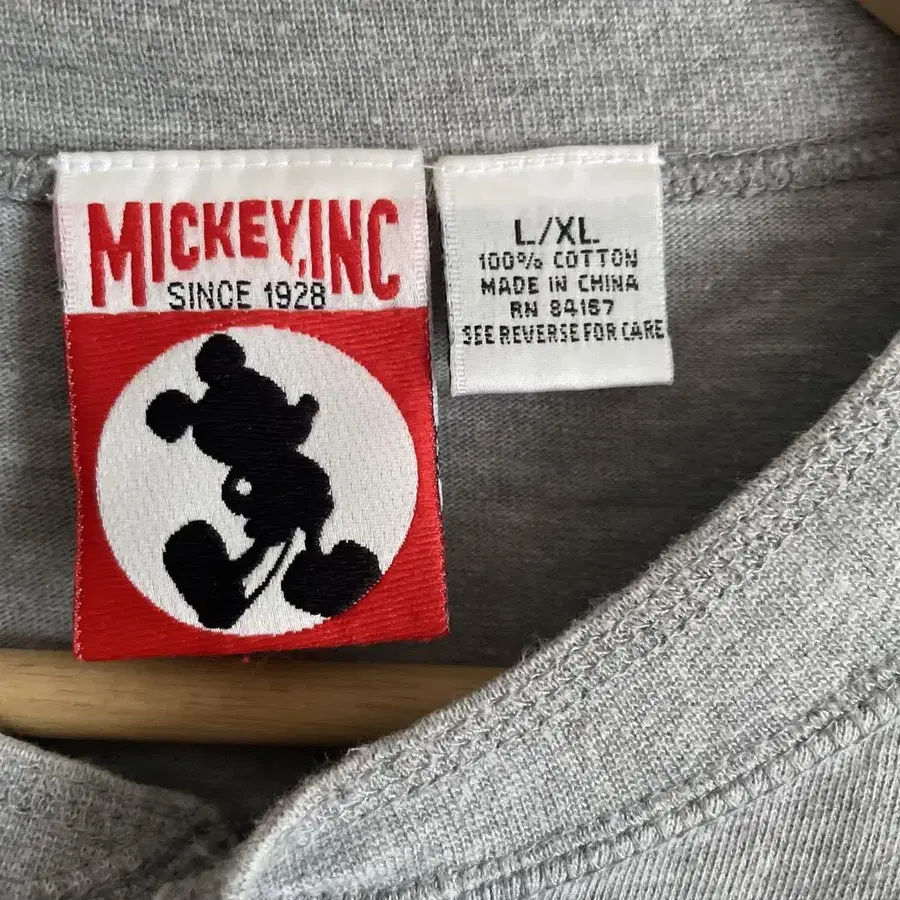 MICKEY,INC
SINCE 1928
L/XL
100% COTTON
MADE IN CHINA
RN 84167
SEE REVERSE FOR CARE